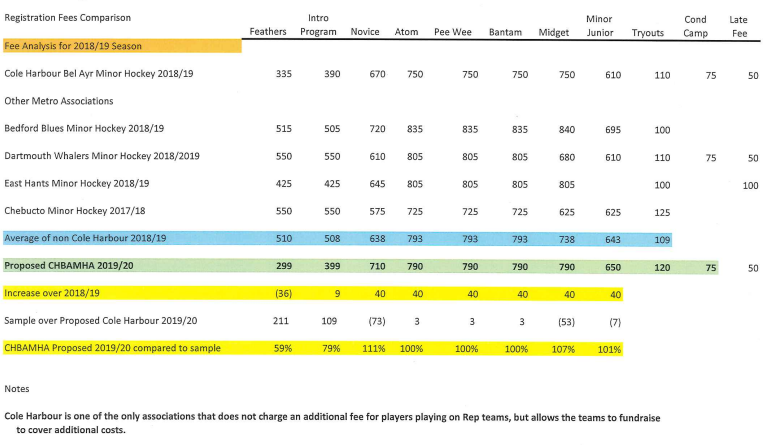 Registration Fees Comparison
Feathers Intro Program Novice Atom Pee Wee Bantam Midget Minor Junior Tryouts Cond Camp Late Fee
Fee Analysis for 2018/19 Season
Cole Harbour Bel Ayr Minor Hockey 2018/19 335 390 670 750 750 750 750 610 110 75 50
Other Metro Associations
Bedford Blues Minor Hockey 2018/19 515 505 720 835 835 835 840 695 100
Dartmouth Whalers Minor Hockey 2018/2019 550 550 610 805 805 805 680 610 110 75 50
East Hants Minor Hockey 2018/19 425 425 645 805 805 805 805 100 100
Chebucto Minor Hockey 2017/18 550 550 575 725 725 725 625 625 125
Average of non Cole Harbour 2018/19 510 508 638 793 793 793 738 643 109
Proposed CHBAMHA 2019/20 299 399 710 790 790 790 790 650 120 75 50
Increase over 2018/19 (36) 9 40 40 40 40 40 40
Sample over Proposed Cole Harbour 2019/20 211 109 (73) 3 3 3 (53) (7)
CHBAMHA Proposed 2019/20 compared to sample 59% 79% 111% 100% 100% 100% 107% 101%
Notes
Cole Harbour is one of the only associations that does not charge an additional fee for players playing on Rep teams, but allows the teams to fundraise
to cover additional costs.